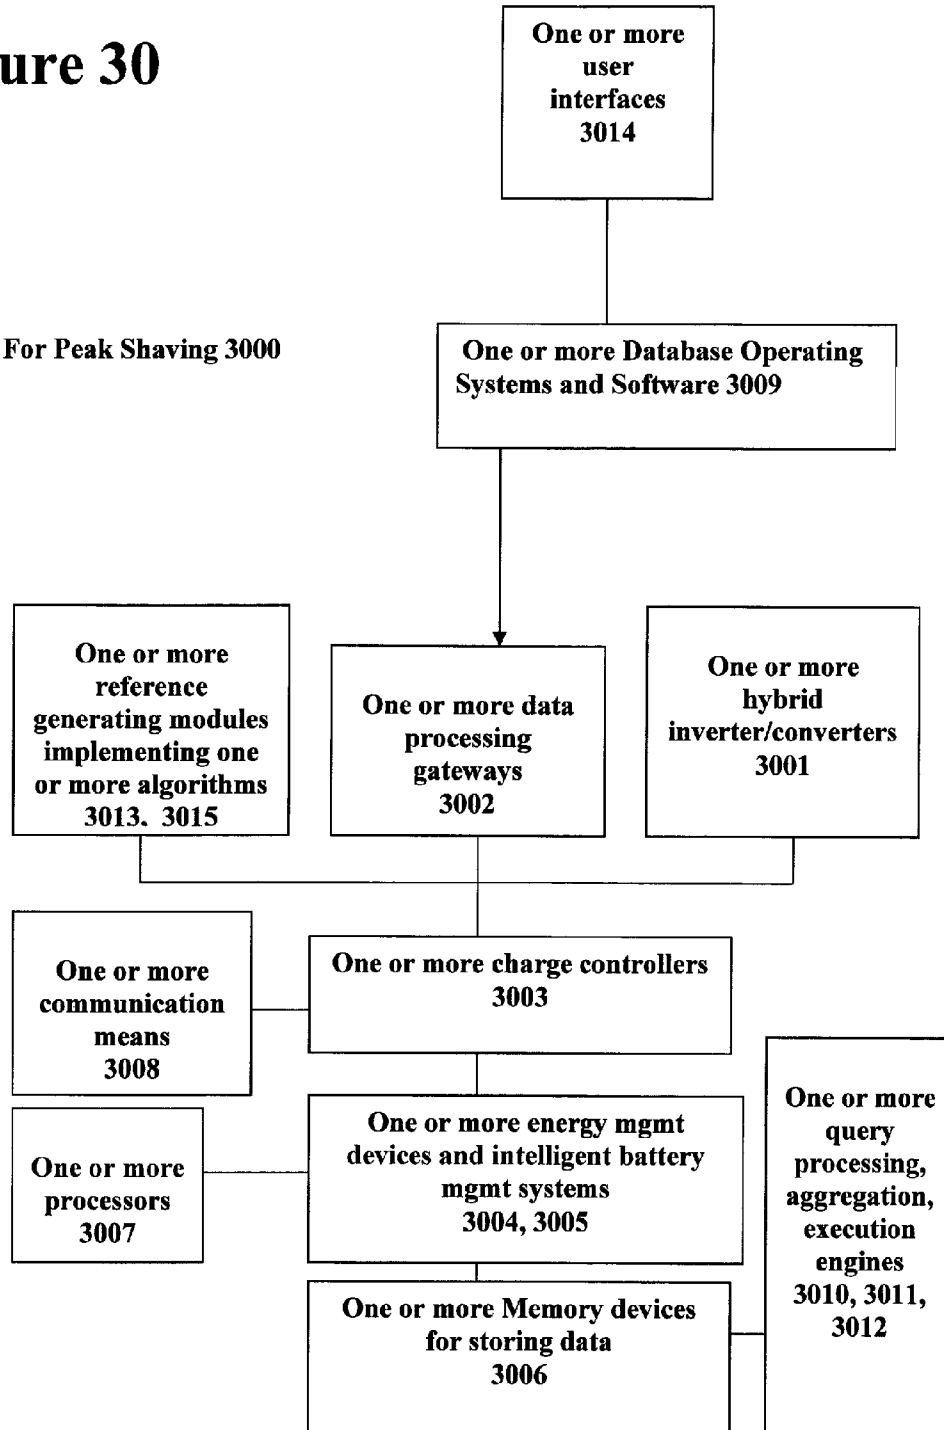 ure 30
One or more
user
interfaces
3014
For Peak Shaving 3000
One or more Database Operating
Systems and Software 3009
One or more
reference
generating modules
implementing one
or more algorithms
3013. 3015
One or more data
processing
gateways
3002
One or more
hybrid
inverter/converters
3001
One or more
communication
means
3008
One or more charge controllers
3003
One or more
processors
3007
One or more energy mgmt
devices and intelligent battery
mgmt systems
3004, 3005
One or more
query
processing,
aggregation,
execution
engines
3010, 3011,
3012
One or more Memory devices
for storing data
3006